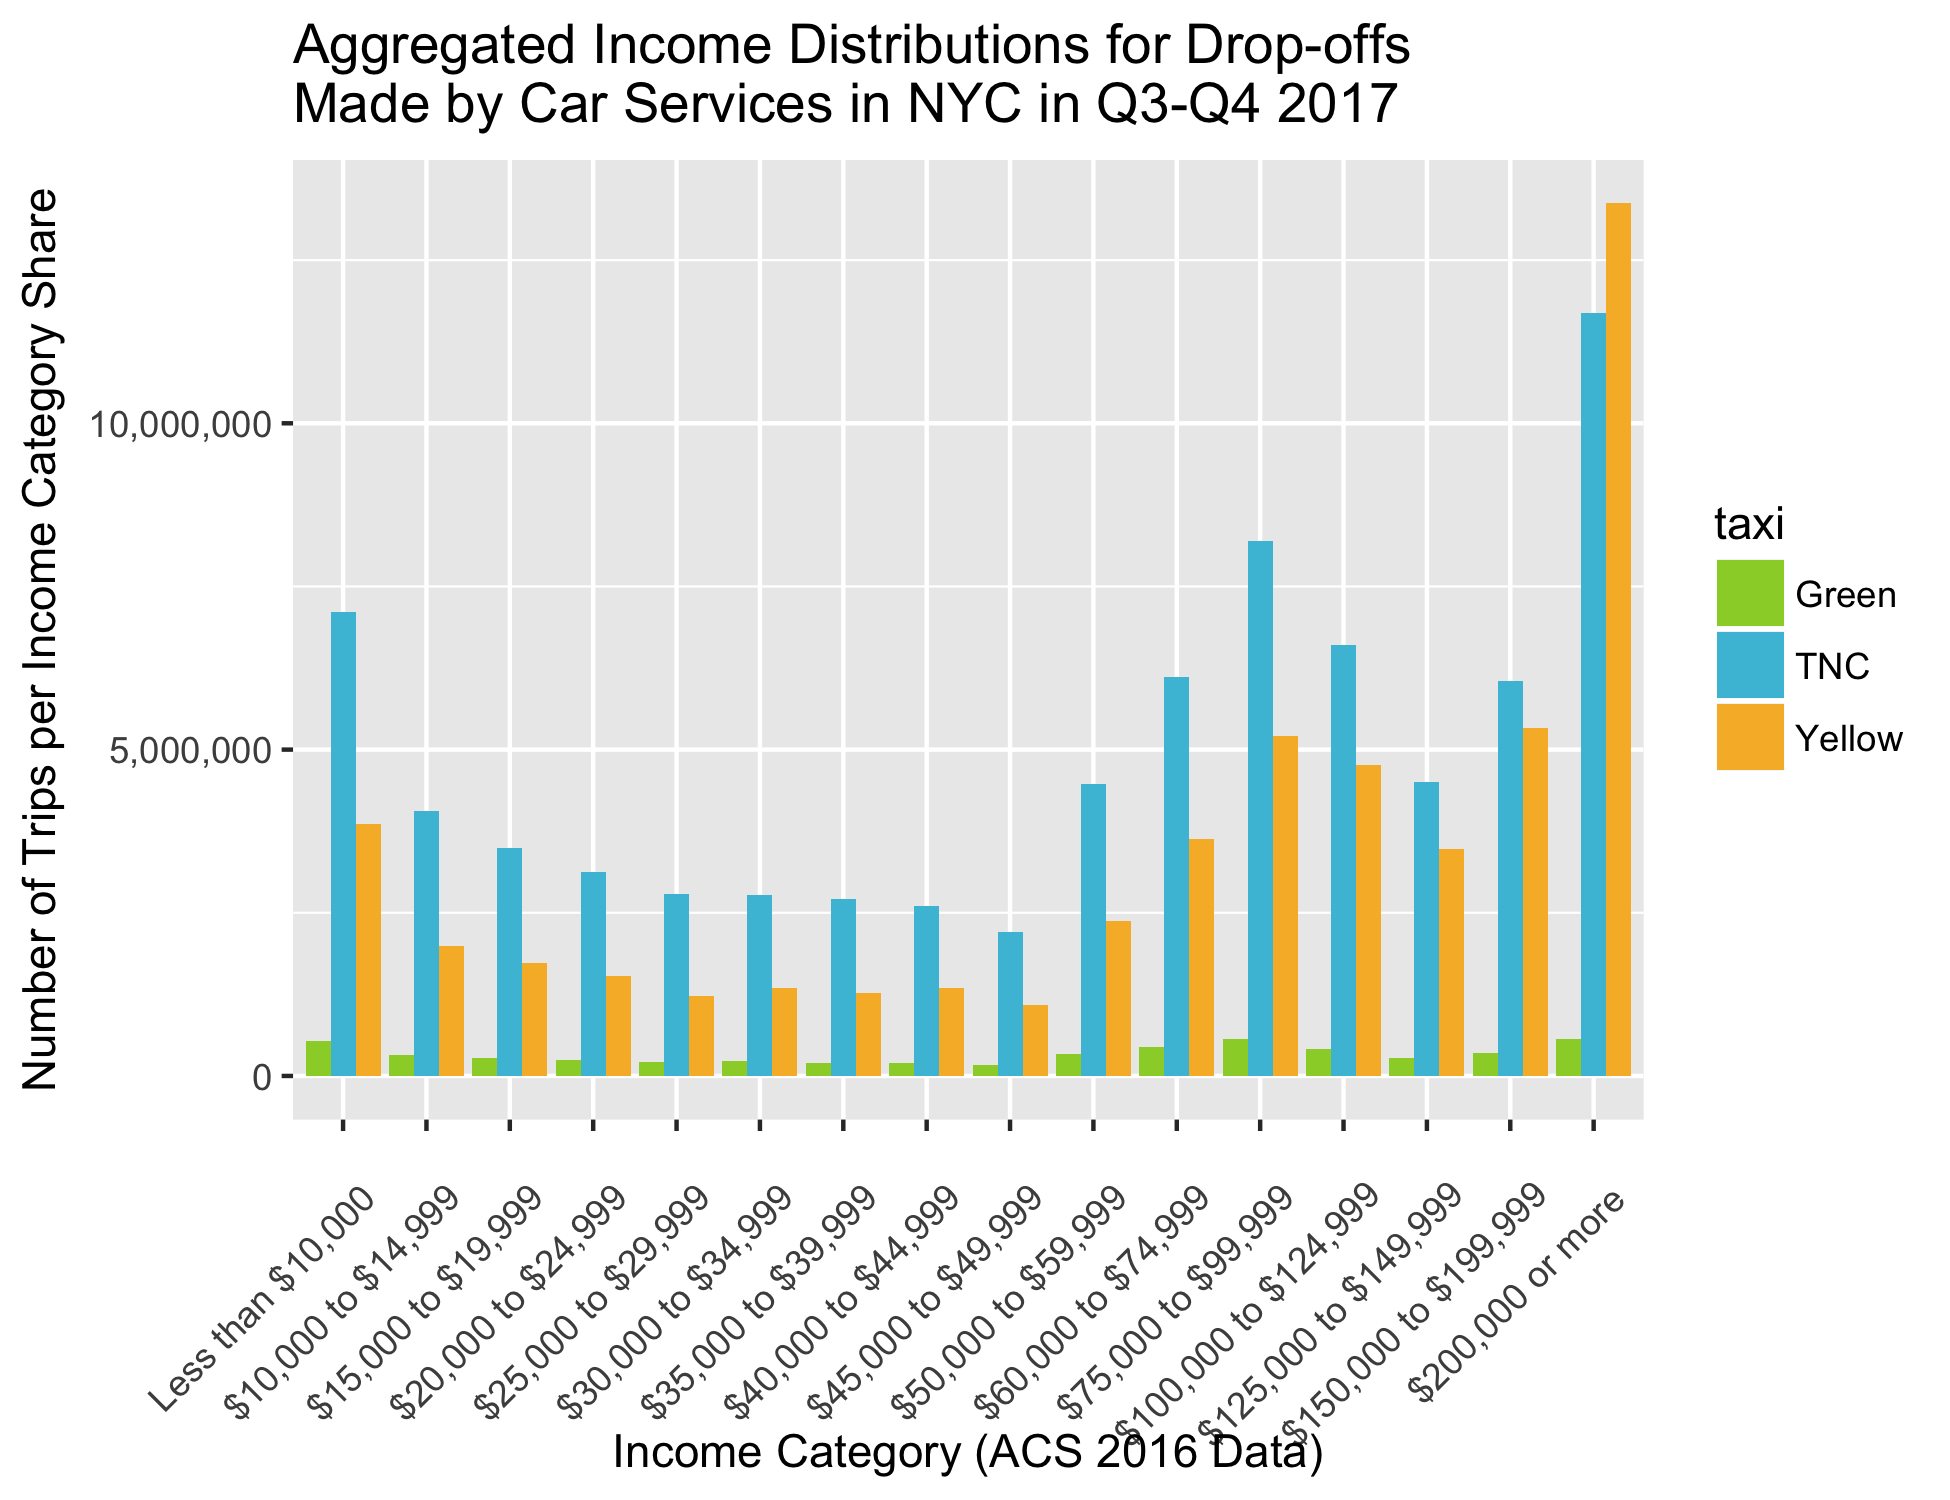 Aggregated Income Distributions for Drop-offs
Made by Car Services in NYC in Q3-Q4 2017
Number of Trips per Income Category Share
10,000,000
5,000,000
0
Less than $10,000
$10,000 to $14,999
$15,000 to $19,999
$20,000 to $24,999
$25,000 to $29,999
$30,000 to $34,999
$35,000 to $39,999
$40,000 to $44,999
$45,000 to $49,999
$50,000 to $59,999
$60,000 to $74,999
$75,000 to $99,999
$100,000 to $124,999
$125,000 to $149,999
$150,000 to $199,999
$200,000 or more
Income Category (ACS 2016 Data)
taxi
Green
TNC
Yellow